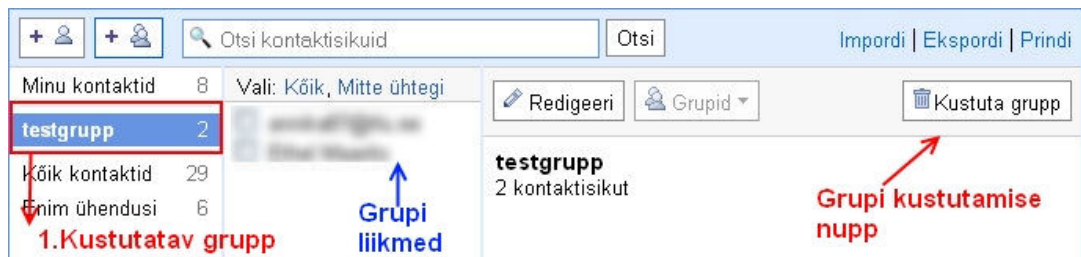 Otsi kontaktisikuid
Otsi
Impordi | Ekspordi | Prindi
Minu kontaktid 8
testgrupp 2
Kõik kontaktid 29
Enim ühendusi 6
1.Kustutatav grupp
Vali: Kõik, Mitte ühtegi
Grupi
liikmed
Redigeeri
Grupid
Kustuta grupp
testgrupp
2 kontaktisikut
Grupi kustutamise
nupp